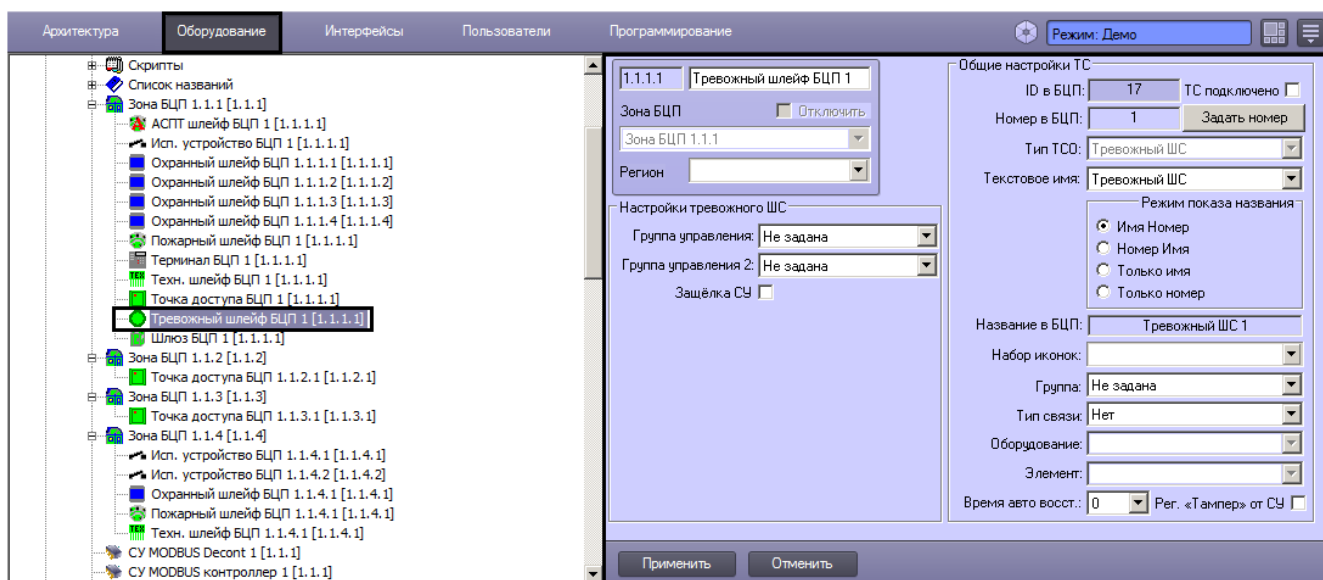 Архитектура Оборудование Интерфейсы Пользователи Программирование Режим: Демо
Скрипты
Список названий
Зона БЦП 1.1.1 [1.1.1]
АСПТ шлейф БЦП 1 [1.1.1.1]
Исп. устройство БЦП 1 [1.1.1.1]
Охранный шлейф БЦП 1.1.1.1 [1.1.1.1]
Охранный шлейф БЦП 1.1.1.2 [1.1.1.2]
Охранный шлейф БЦП 1.1.1.3 [1.1.1.3]
Охранный шлейф БЦП 1.1.1.4 [1.1.1.4]
Пожарный шлейф БЦП 1 [1.1.1.1]
Терминал БЦП 1 [1.1.1.1]
Техн. шлейф БЦП 1 [1.1.1.1]
Точка доступа БЦП 1 [1.1.1.1]
Тревожный шлейф БЦП 1 [1.1.1.1]
Шлюз БЦП 1 [1.1.1.1]
Зона БЦП 1.1.2 [1.1.2]
Точка доступа БЦП 1.1.2.1 [1.1.2.1]
Зона БЦП 1.1.3 [1.1.3]
Точка доступа БЦП 1.1.3.1 [1.1.3.1]
Зона БЦП 1.1.4 [1.1.4]
Исп. устройство БЦП 1.1.4.1 [1.1.4.1]
Исп. устройство БЦП 1.1.4.2 [1.1.4.2]
Охранный шлейф БЦП 1.1.4.1 [1.1.4.1]
Пожарный шлейф БЦП 1.1.4.1 [1.1.4.1]
Техн. шлейф БЦП 1.1.4.1 [1.1.4.1]
СУ MODBUS Decont 1 [1.1.1]
СУ MODBUS контроллер 1 [1.1.1]
1.1.1.1 Тревожный шлейф БЦП 1
Зона БЦП Отключить
Зона БЦП 1.1.1
Регион
Настройки тревожного ШС
Группа управления: Не задана
Группа управления 2: Не задана
Защёлка СУ
Общие настройки ТС
ID в БЦП: 17 ТС подключено
Номер в БЦП: 1 Задать номер
Тип ТСО: Тревожный ШС
Текстовое имя: Тревожный ШС
Режим показа названия
Имя Номер
Номер Имя
Только имя
Только номер
Название в БЦП: Тревожный ШС 1
Набор иконок:
Группа: Не задана
Тип связи: Нет
Оборудование:
Элемент:
Время авто восст.: 0 Рег. «Тампер» от СУ
Применить Отменить